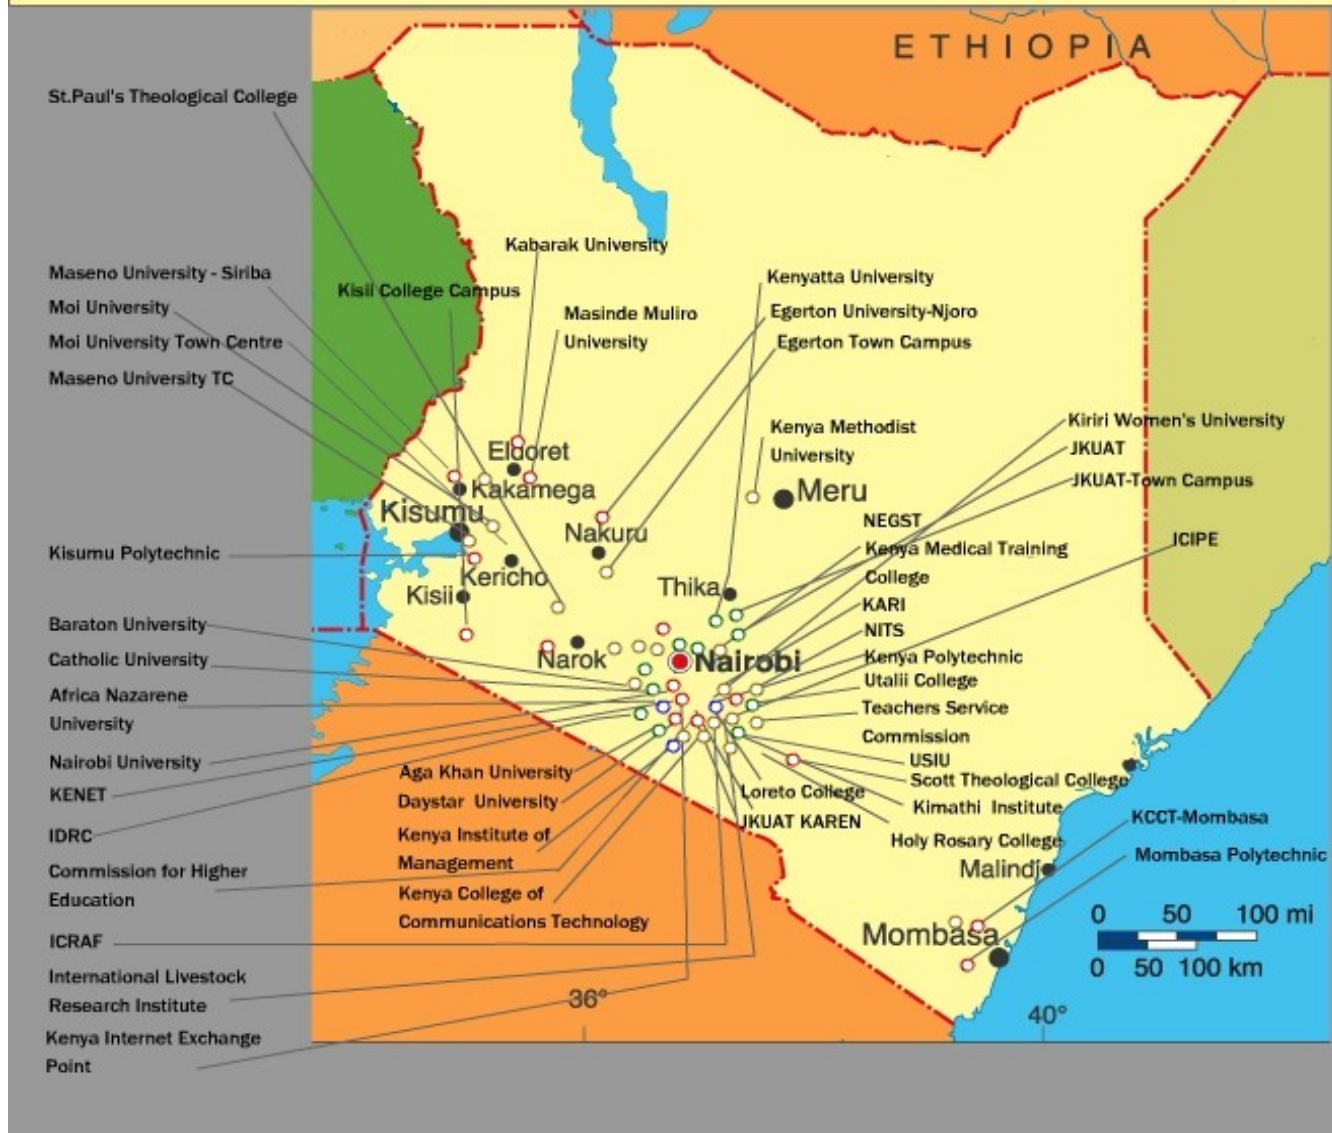 ETHIOPIA
St.Paul's Theological College
Kabarak University
Maseno University - Siriba
Kisii College Campus
Kenyatta University
Moi University
Masinde Muliro
University
Egerton University-Njoro
Moi University Town Centre
Egerton Town Campus
Maseno University TC
Kiriri Women's University
Kenya Methodist
University
JKUAT
JKUAT-Town Campus
Eldoret
Kakamega
Meru
Kisumu
Nakuru
NEGST
ICIPE
Kisumu Polytechnic
Kenya Medical Training
College
Kericho
Thika
Kisii
KARI
Baraton University
NITS
Catholic University
Narok
Nairobi
Kenya Polytechnic
Utalii College
Africa Nazarene
University
Teachers Service
Commission
Nairobi University
USIU
Aga Khan University
Scott Theological College
KENET
Daystar University
Loreto College
Kimathi Institute
IDRC
Kenya Institute of
Management
JKUAT KAREN
Holy Rosary College
KCCT-Mombasa
Mombasa Polytechnic
Commission for Higher
Education
Malindi
Kenya College of
Communications Technology
0 50 100 mi
ICRAF
Mombasa
0 50 100 km
International Livestock
Research Institute
36°
40°
Kenya Internet Exchange
Point